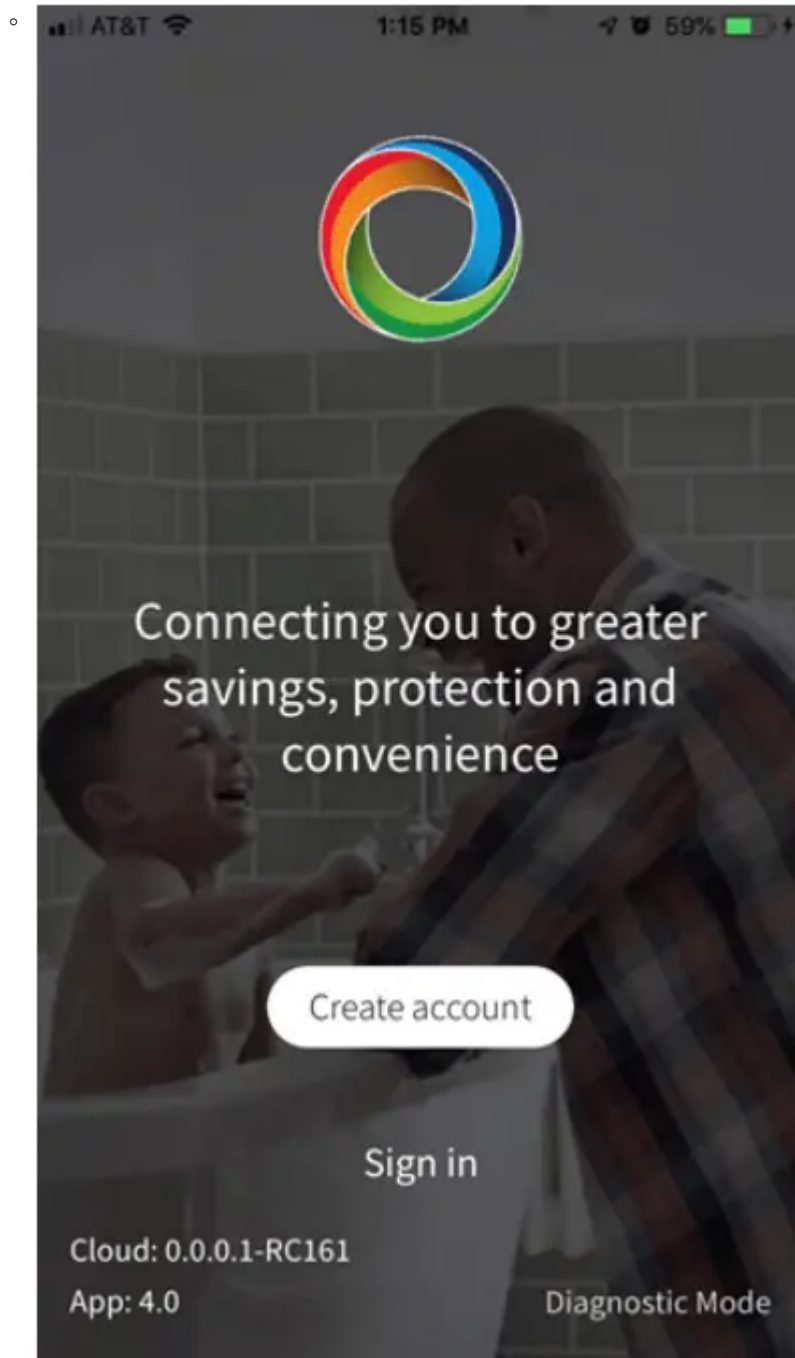 AT&T 1:15 PM 59%
Connecting you to greater
savings, protection and
convenience
Create account
Sign in
Cloud: 0.0.0.1-RC161
App: 4.0 Diagnostic Mode